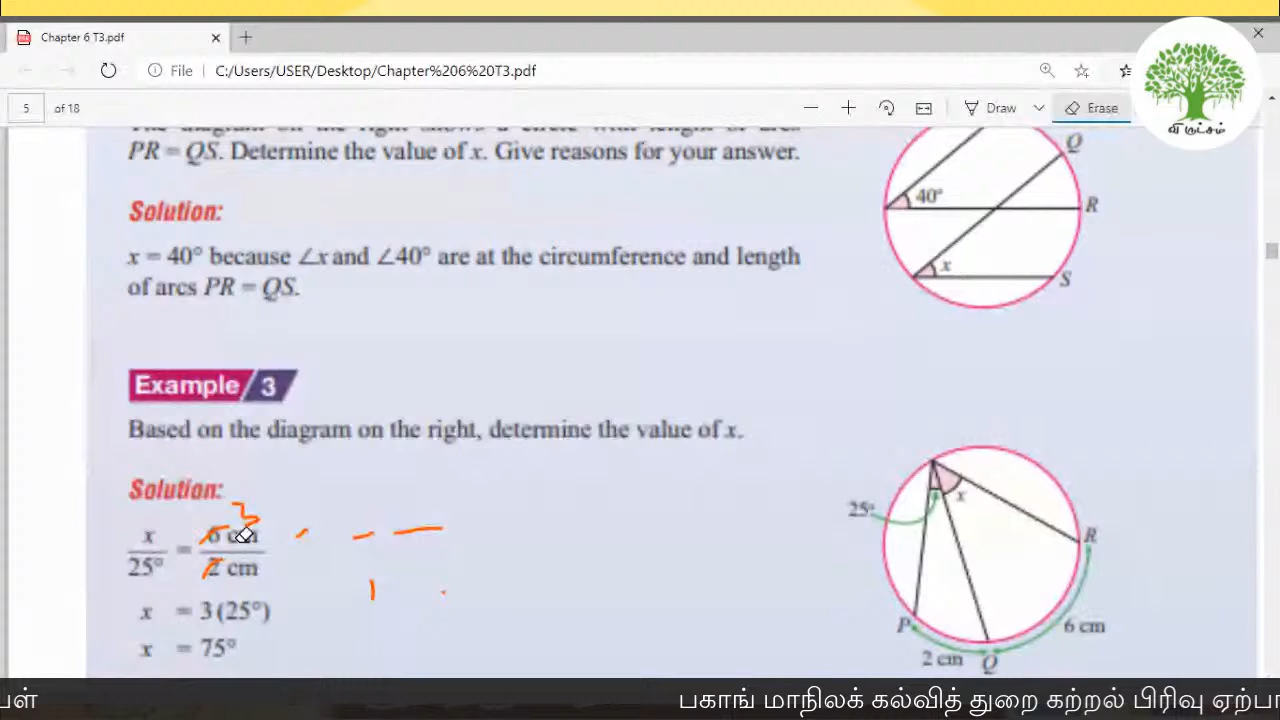 Chapter 6 T3.pdf
File C:/Users/USER/Desktop/Chapter%206%20T3.pdf
5 of 18 Draw Erase
விருட்சம்
PR = QS. Determine the value of x. Give reasons for your answer.
Q
40°
R
x
S
Solution:
x = 40° because ∠x and ∠40° are at the circumference and length
of arcs PR = QS.
Example 3
Based on the diagram on the right, determine the value of x.
Solution:
3
x/25° = 6 cm/2 cm
x = 3(25°)
x = 75°
25°
x
R
P
6 cm
2 cm Q
பகாங் மாநிலக் கல்வித் துறை கற்றல் பிரிவு